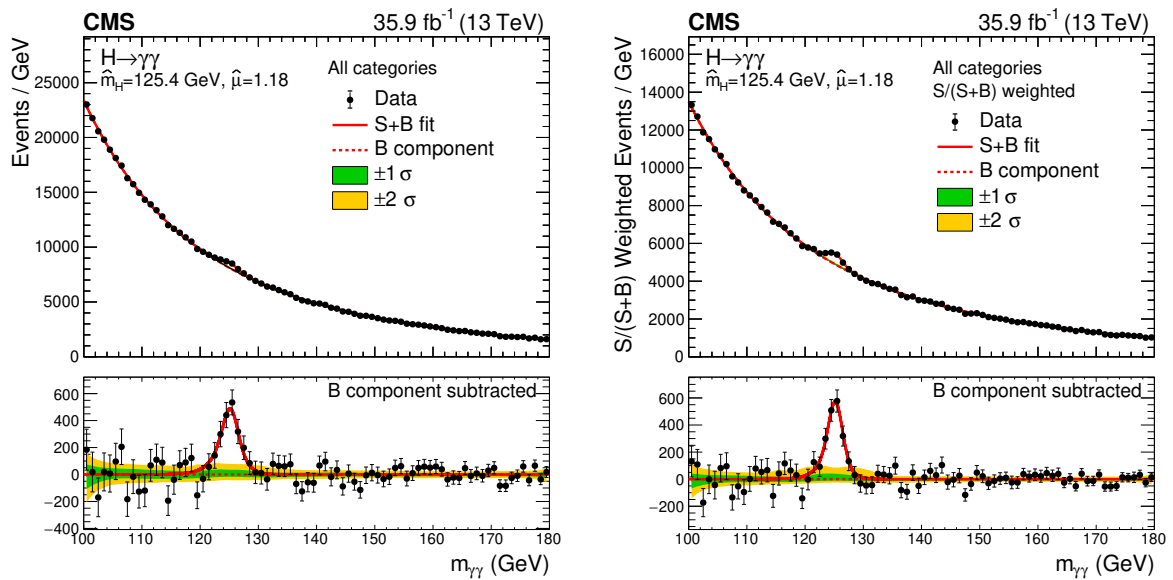 CMS 35.9 fb⁻¹ (13 TeV)
H→γγ
m̂_H=125.4 GeV, μ̂=1.18
All categories
Data
S+B fit
B component
±1 σ
±2 σ
Events / GeV
25000
20000
15000
10000
5000
0
B component subtracted
600
400
200
0
−200
−400
100 110 120 130 140 150 160 170 180
m_γγ (GeV)
CMS 35.9 fb⁻¹ (13 TeV)
H→γγ
m̂_H=125.4 GeV, μ̂=1.18
All categories
S/(S+B) weighted
Data
S+B fit
B component
±1 σ
±2 σ
S/(S+B) Weighted Events / GeV
16000
14000
12000
10000
8000
6000
4000
2000
0
B component subtracted
600
400
200
0
−200
100 110 120 130 140 150 160 170 180
m_γγ (GeV)